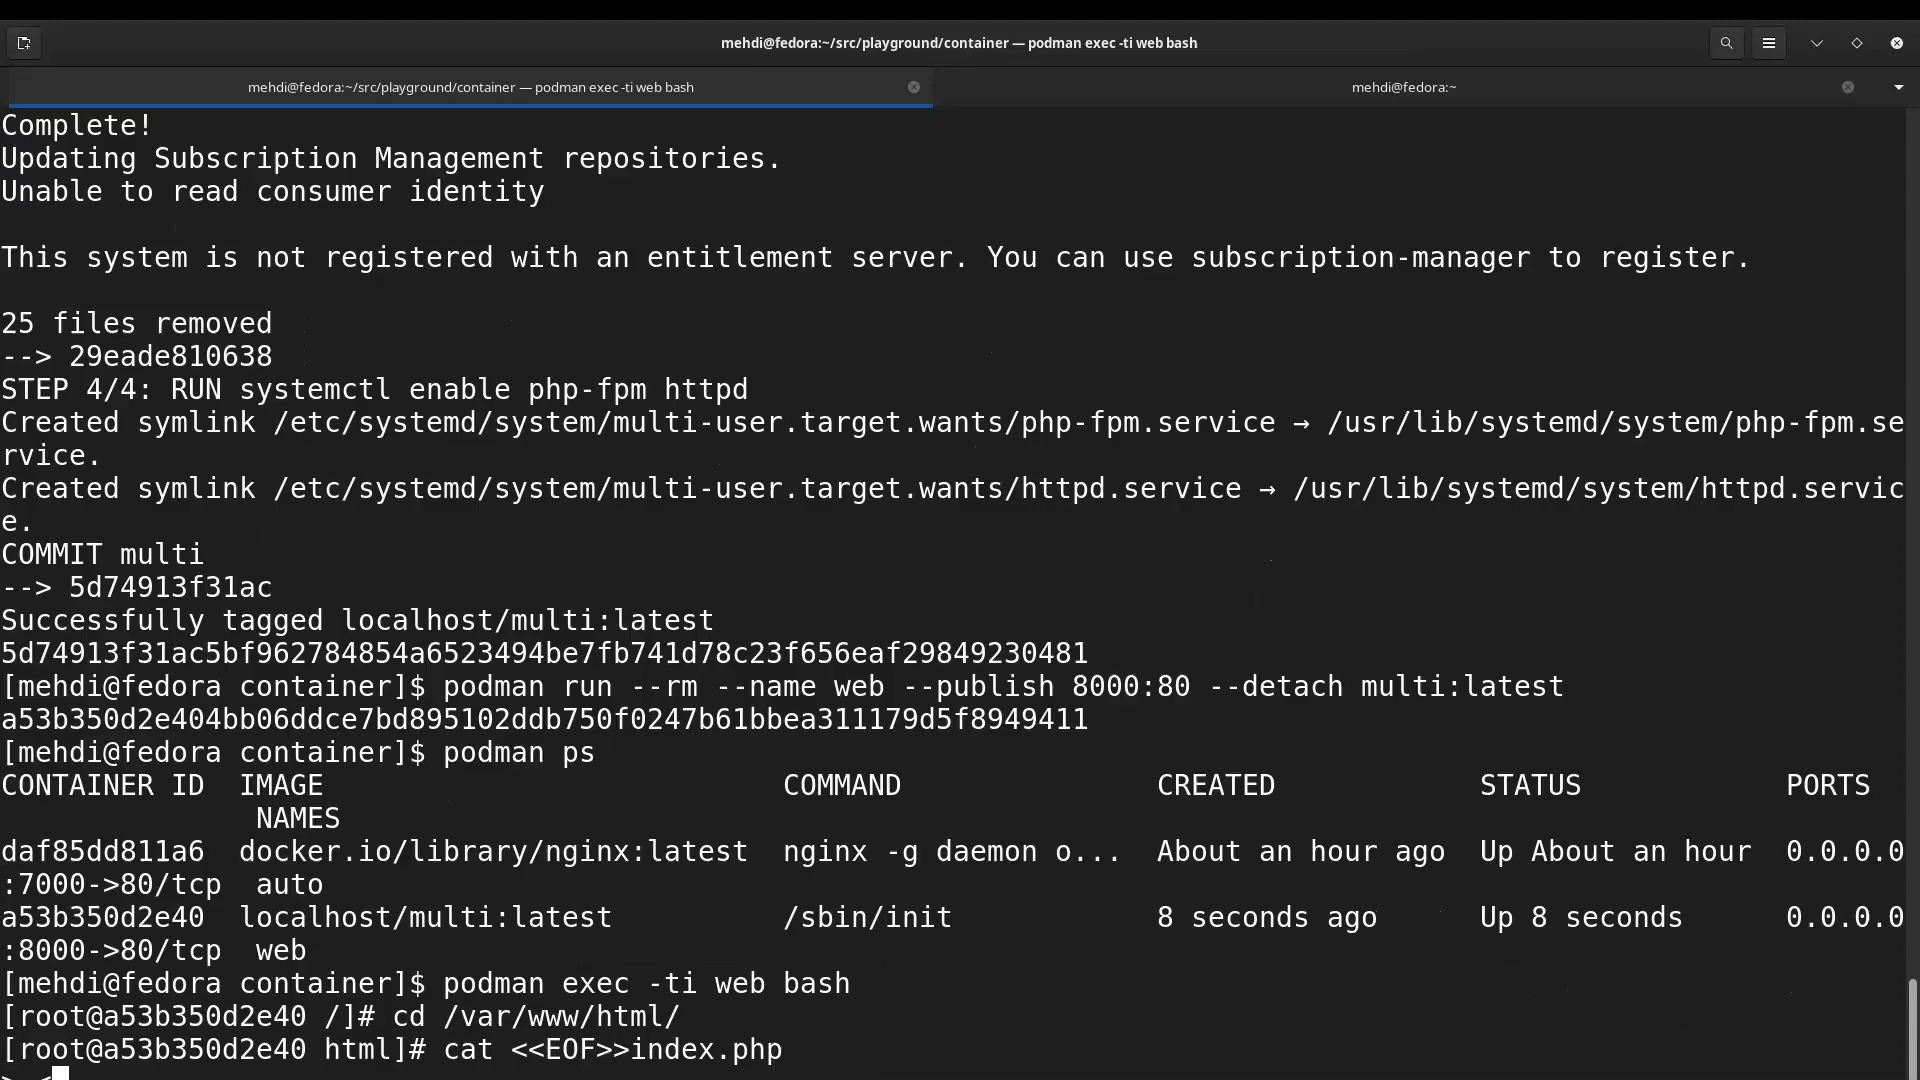 mehdi@fedora:~/src/playground/container — podman exec -ti web bash
mehdi@fedora:~/src/playground/container — podman exec -ti web bash
mehdi@fedora:~
Complete!
Updating Subscription Management repositories.
Unable to read consumer identity
This system is not registered with an entitlement server. You can use subscription-manager to register.
25 files removed
--> 29eade810638
STEP 4/4: RUN systemctl enable php-fpm httpd
Created symlink /etc/systemd/system/multi-user.target.wants/php-fpm.service → /usr/lib/systemd/system/php-fpm.se
rvice.
Created symlink /etc/systemd/system/multi-user.target.wants/httpd.service → /usr/lib/systemd/system/httpd.servic
e.
COMMIT multi
--> 5d74913f31ac
Successfully tagged localhost/multi:latest
5d74913f31ac5bf962784854a6523494be7fb741d78c23f656eaf29849230481
[mehdi@fedora container]$ podman run --rm --name web --publish 8000:80 --detach multi:latest
a53b350d2e404bb06ddce7bd895102ddb750f0247b61bbea311179d5f8949411
[mehdi@fedora container]$ podman ps
CONTAINER ID  IMAGE                           COMMAND               CREATED            STATUS            PORTS
NAMES
daf85dd811a6  docker.io/library/nginx:latest  nginx -g daemon o...  About an hour ago  Up About an hour  0.0.0.0
:7000->80/tcp  auto
a53b350d2e40  localhost/multi:latest          /sbin/init            8 seconds ago      Up 8 seconds      0.0.0.0
:8000->80/tcp  web
[mehdi@fedora container]$ podman exec -ti web bash
[root@a53b350d2e40 /]# cd /var/www/html/
[root@a53b350d2e40 html]# cat <<EOF>>index.php